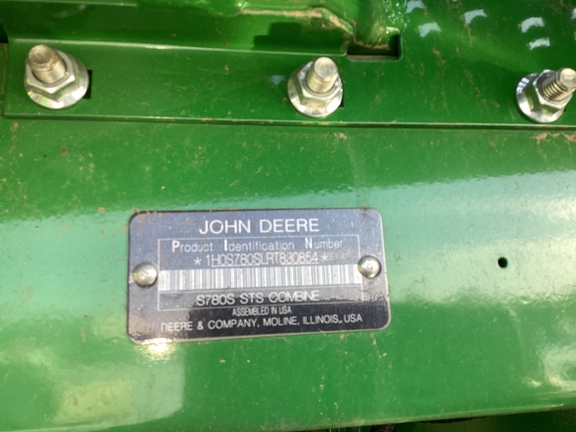 JOHN DEERE
Product Identification Number
*1H0S780SLRT830854*
S780S STS COMBINE
ASSEMBLED IN USA
DEERE & COMPANY, MOLINE, ILLINOIS, USA